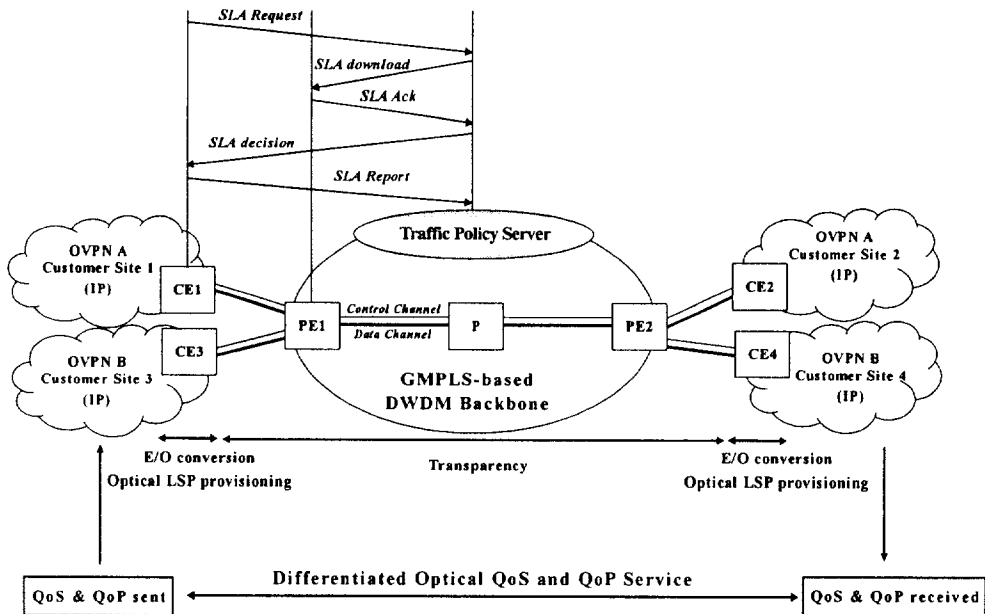 SLA Request
SLA download
SLA Ack
SLA decision
SLA Report
Traffic Policy Server
OVPN A
Customer Site 1
(IP)
CE1
OVPN A
Customer Site 2
(IP)
CE2
PE1
Control Channel
Data Channel
P
PE2
CE3
OVPN B
Customer Site 3
(IP)
CE4
OVPN B
Customer Site 4
(IP)
GMPLS-based
DWDM Backbone
E/O conversion
Optical LSP provisioning
Transparency
E/O conversion
Optical LSP provisioning
Differentiated Optical QoS and QoP Service
QoS & QoP sent
QoS & QoP received